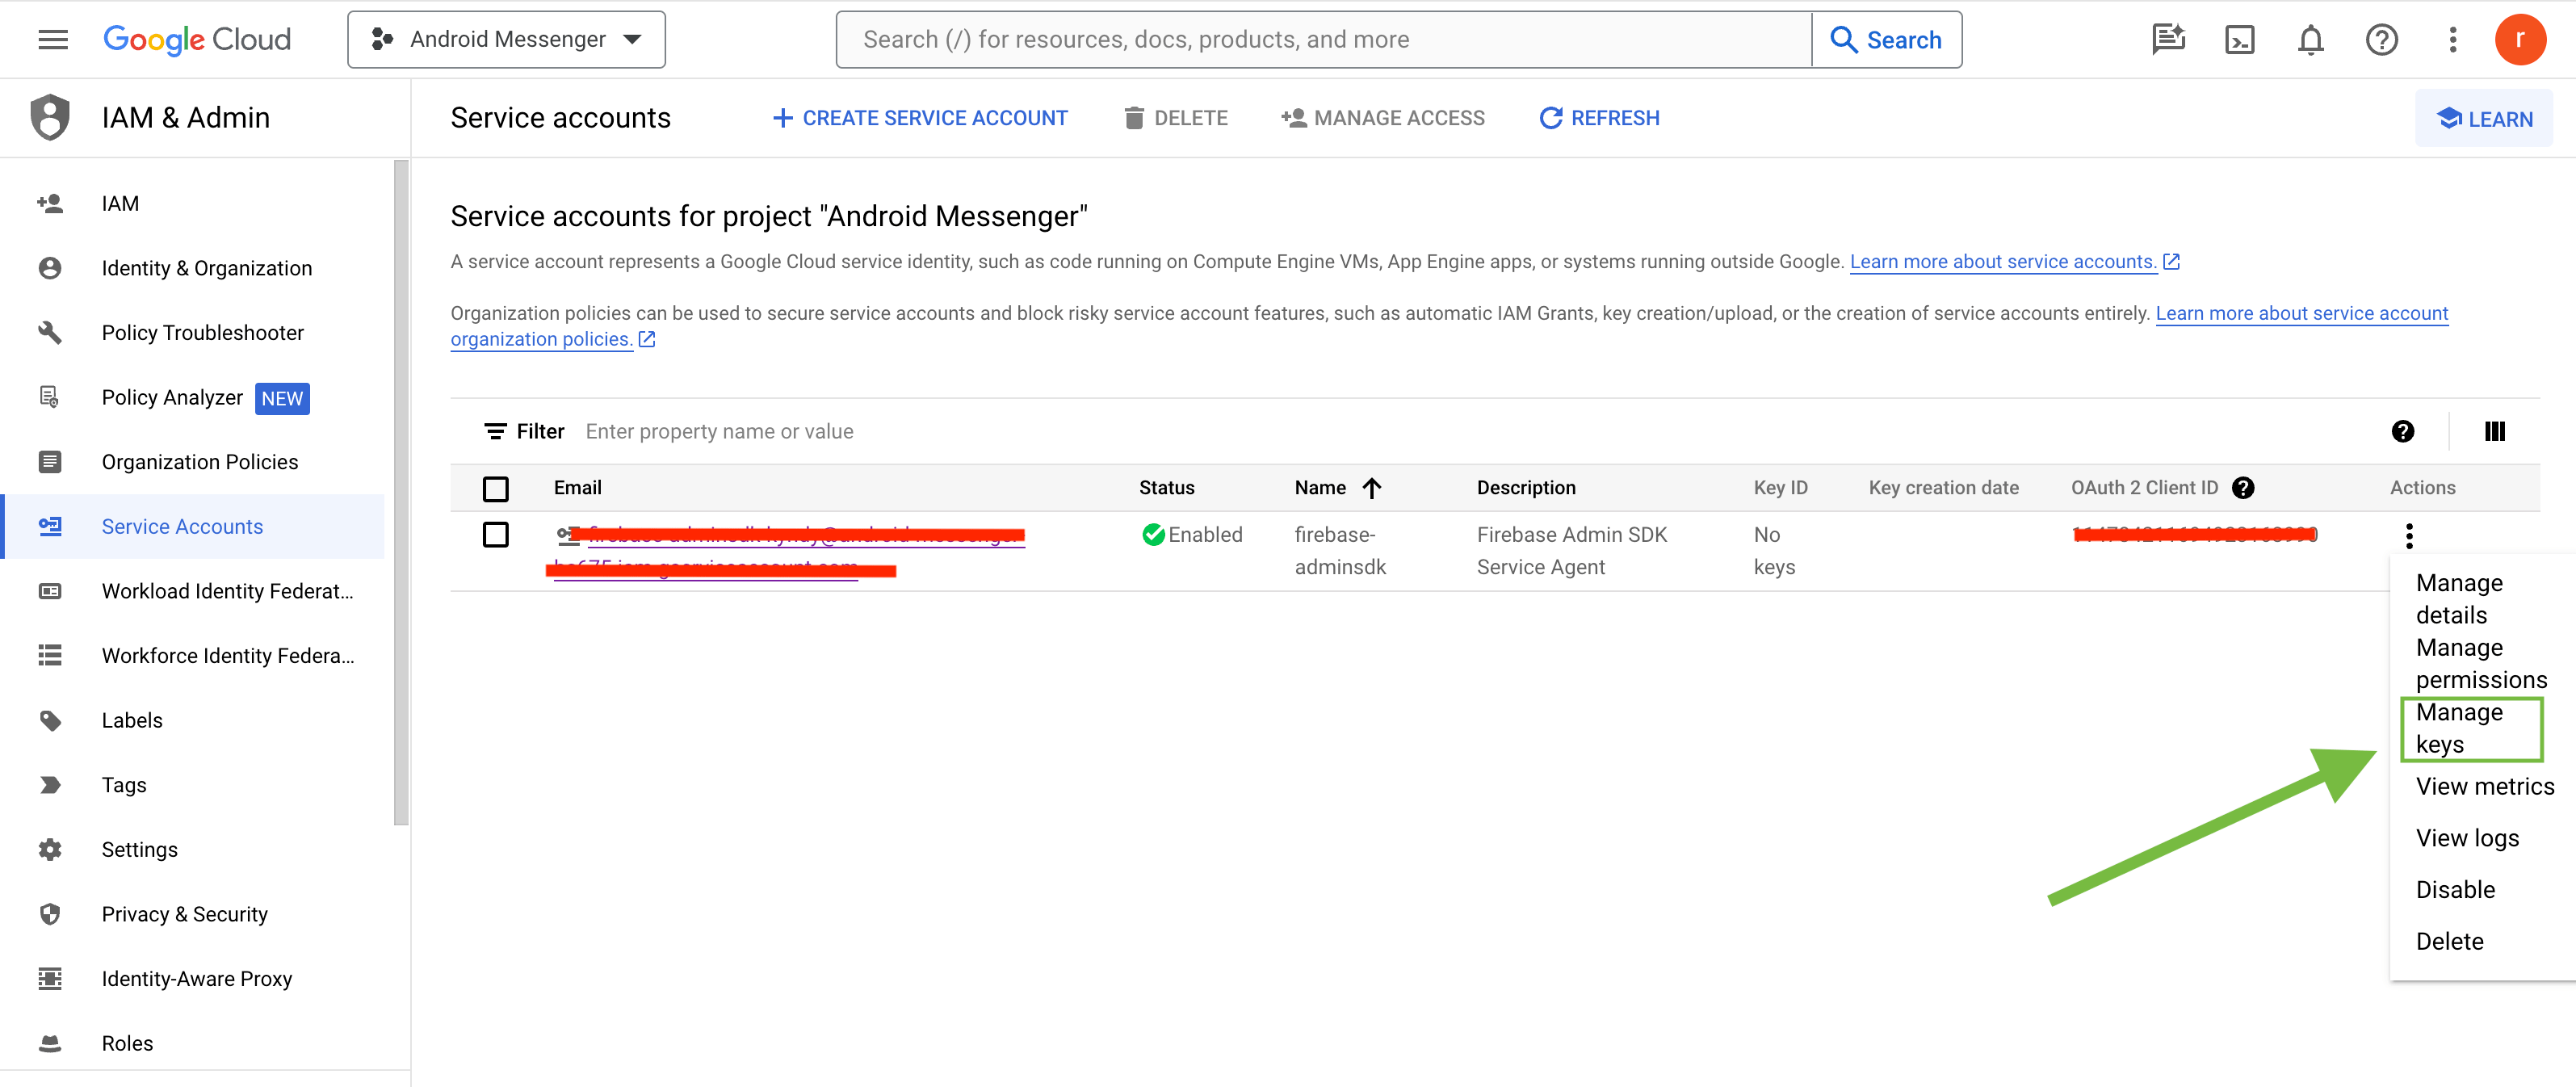 Google Cloud
Android Messenger
Search (/) for resources, docs, products, and more
Search
r
IAM & Admin
Service accounts
CREATE SERVICE ACCOUNT
DELETE
MANAGE ACCESS
REFRESH
LEARN
IAM
Identity & Organization
Policy Troubleshooter
Policy Analyzer NEW
Organization Policies
Service Accounts
Workload Identity Federat...
Workforce Identity Federa...
Labels
Tags
Settings
Privacy & Security
Identity-Aware Proxy
Roles
Service accounts for project "Android Messenger"
A service account represents a Google Cloud service identity, such as code running on Compute Engine VMs, App Engine apps, or systems running outside Google. Learn more about service accounts.
Organization policies can be used to secure service accounts and block risky service account features, such as automatic IAM Grants, key creation/upload, or the creation of service accounts entirely. Learn more about service account
organization policies.
Filter Enter property name or value
Email Status Name Description Key ID Key creation date OAuth 2 Client ID Actions
Enabled firebase- Firebase Admin SDK No
adminsdk Service Agent keys
Manage
details
Manage
permissions
Manage
keys
View metrics
View logs
Disable
Delete